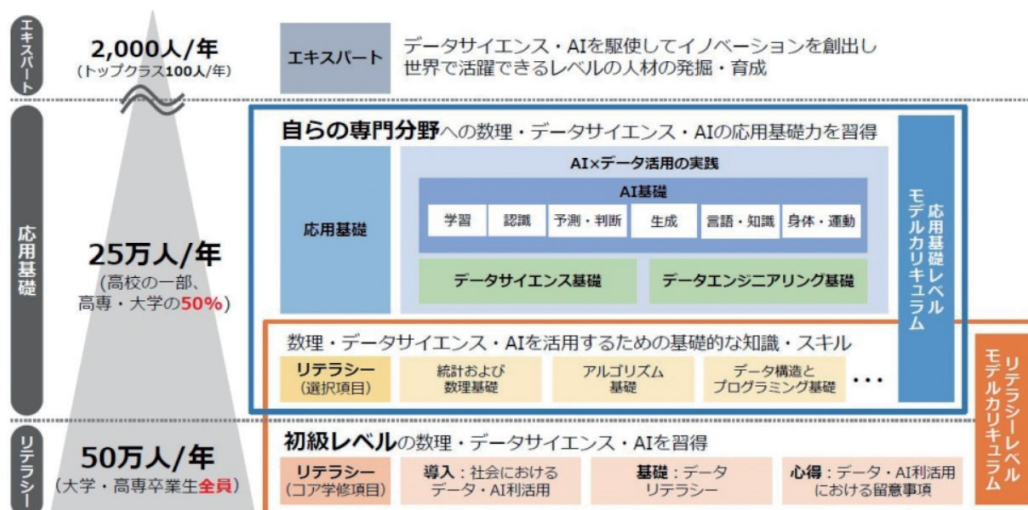 エキスパート
2,000人/年
(トップクラス100人/年)
エキスパート
データサイエンス・AIを駆使してイノベーションを創出し
世界で活躍できるレベルの人材の発掘・育成
応用基礎
25万人/年
(高校の一部、
高専・大学の50%)
自らの専門分野への数理・データサイエンス・AIの応用基礎力を習得
応用基礎
AI×データ活用の実践
AI基礎
学習
認識
予測・判断
生成
言語・知識
身体・運動
データサイエンス基礎
データエンジニアリング基礎
応用基礎レベル
モデルカリキュラム
数理・データサイエンス・AIを活用するための基礎的な知識・スキル
リテラシー
(選択項目)
統計および
数理基礎
アルゴリズム
基礎
データ構造と
プログラミング基礎
・・・
リテラシーレベル
モデルカリキュラム
リテラシー
50万人/年
(大学・高専卒業生全員)
初級レベルの数理・データサイエンス・AIを習得
リテラシー
(コア学修項目)
導入:社会における
データ・AI利活用
基礎:データ
リテラシー
心得:データ・AI利活用
における留意事項